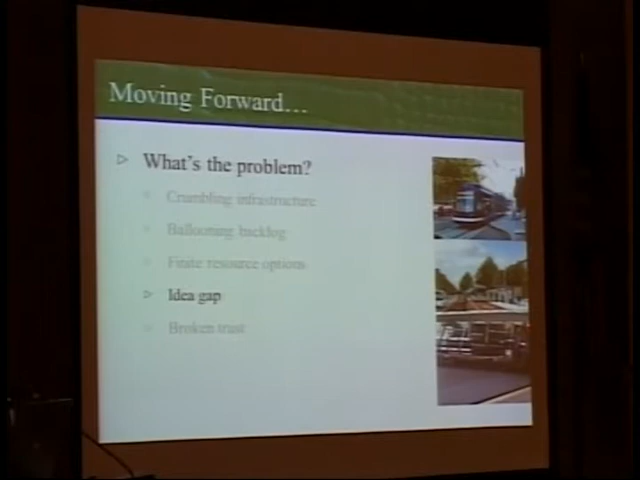 Moving Forward…
What's the problem?
Crumbling infrastructure
Ballooning backlog
Finite resource options
Idea gap
Broken trust